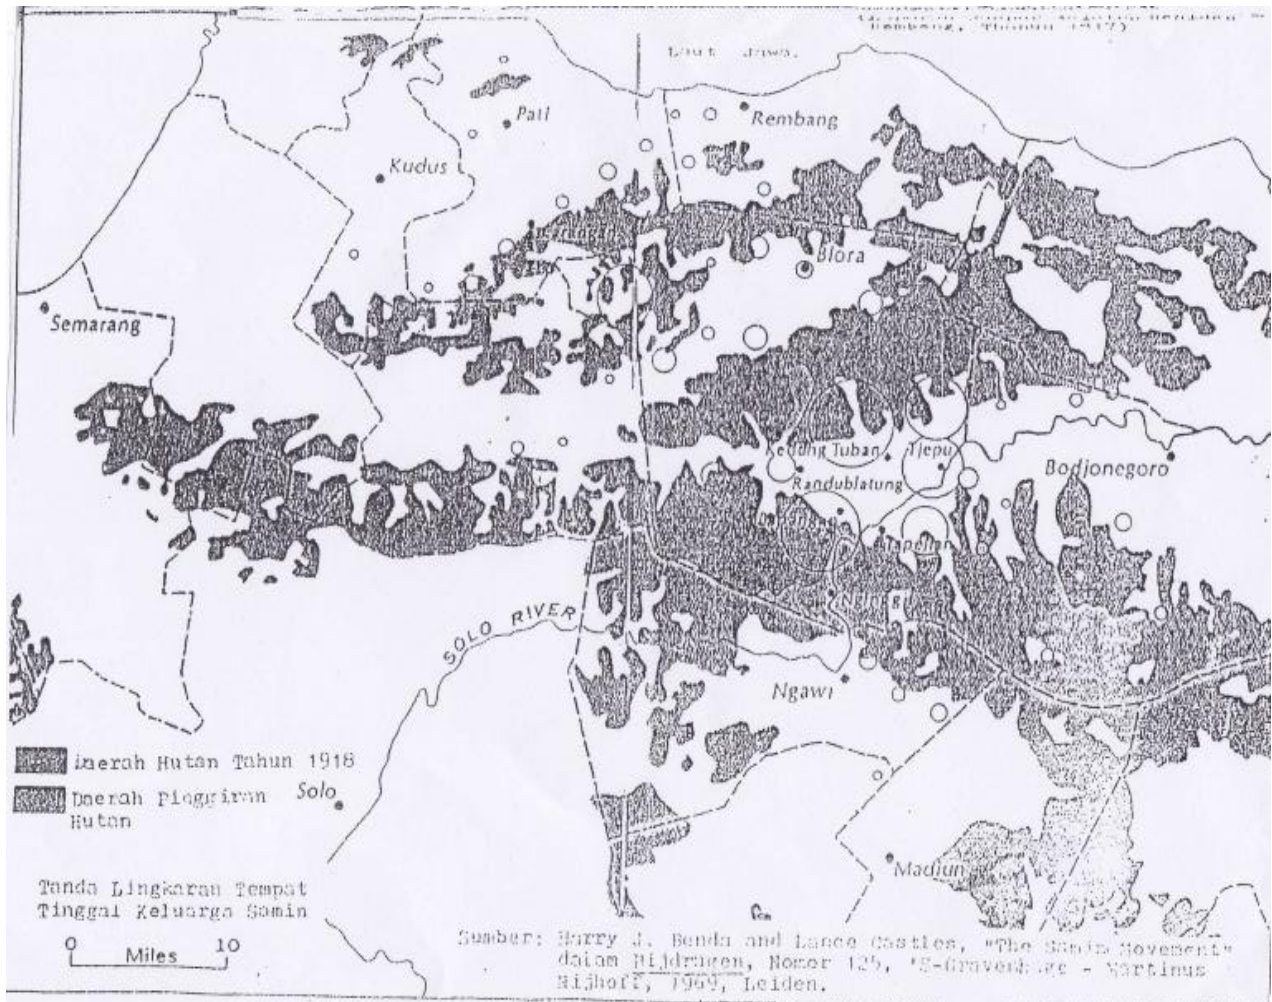 Rembang,
Laut Jawa.
Pati
Rembang
Kudus
Blora
Semarang
Kedung Tuban
Tjepu
Bodjonegoro
Randublatung
SOLO RIVER
Ngawi
Daerah Hutan Tahun 1918
Daerah Pinggiran
Hutan
Solo
Madiun
Tanda Lingkaran Tempat
Tinggal Keluarga Samin
0 10
Miles
Sumber: Harry J. Benda and Lance Castles, "The Samin Movement"
dalam Bijdragen, Nomor 125, 'S-Gravenhage - Martinus
Nijhoff, 1969, Leiden.